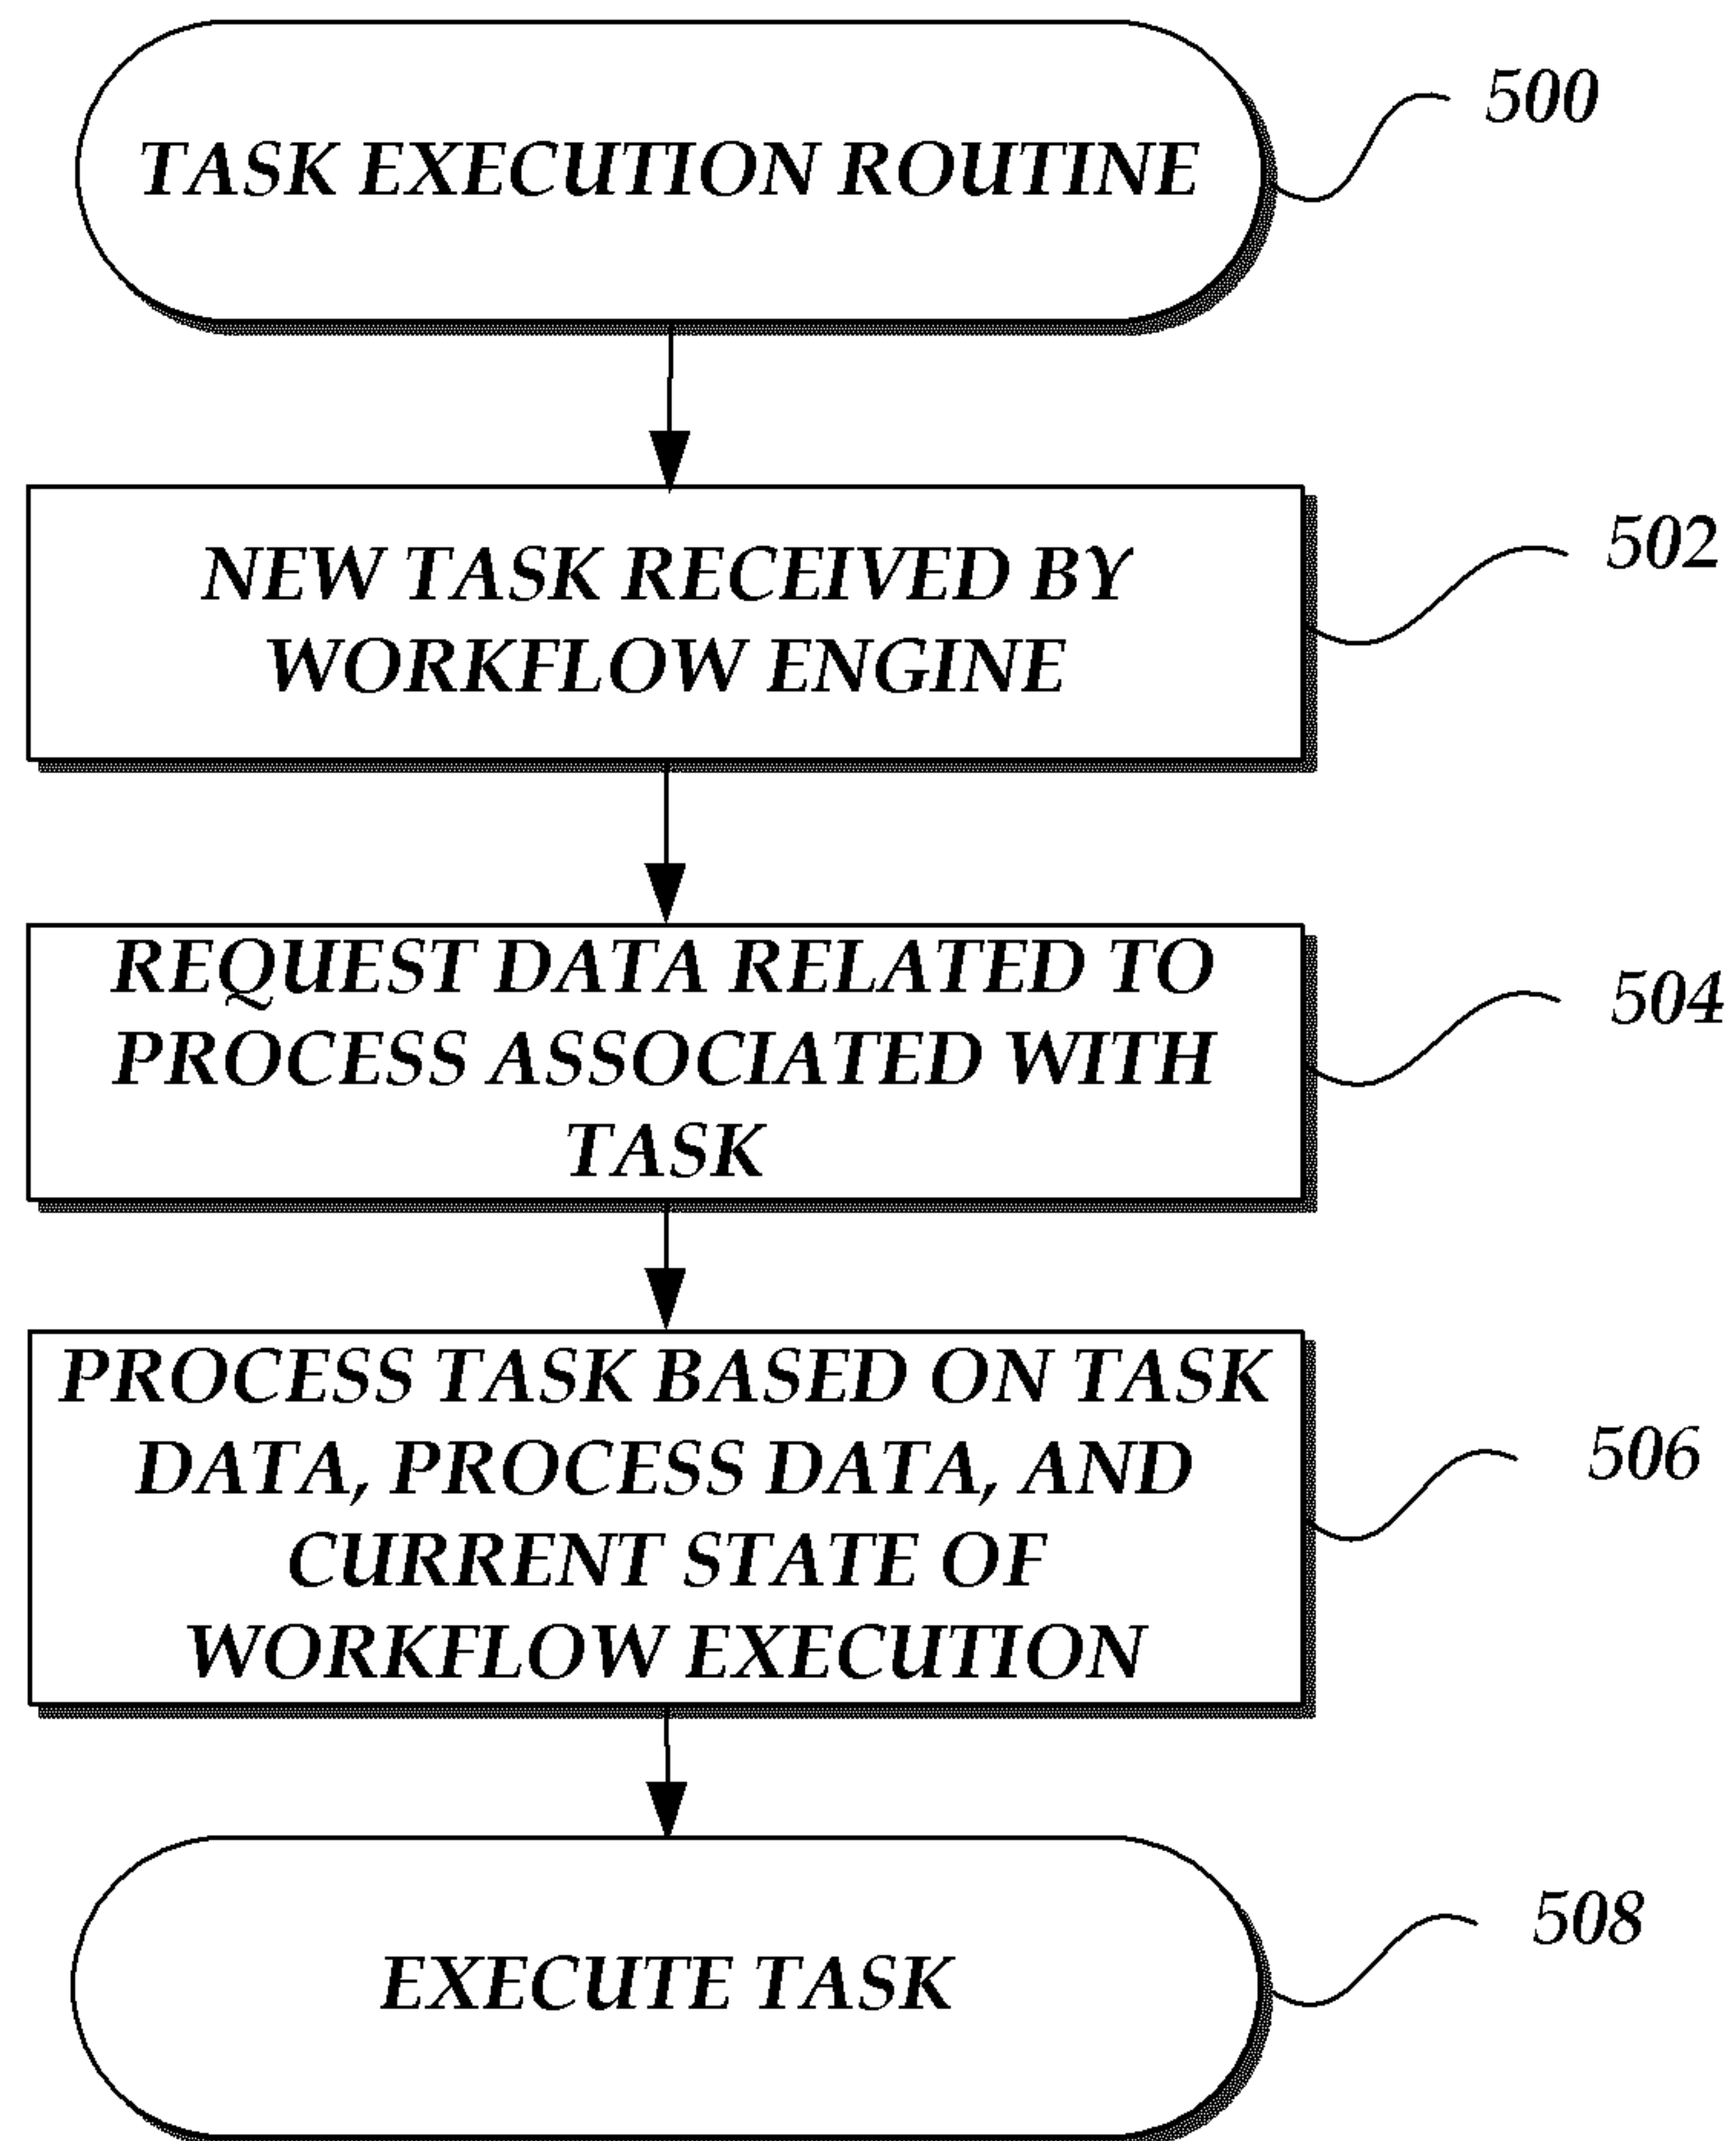 TASK EXECUTION ROUTINE
500
NEW TASK RECEIVED BY
WORKFLOW ENGINE
502
REQUEST DATA RELATED TO
PROCESS ASSOCIATED WITH
TASK
504
PROCESS TASK BASED ON TASK
DATA, PROCESS DATA, AND
CURRENT STATE OF
WORKFLOW EXECUTION
506
EXECUTE TASK
508